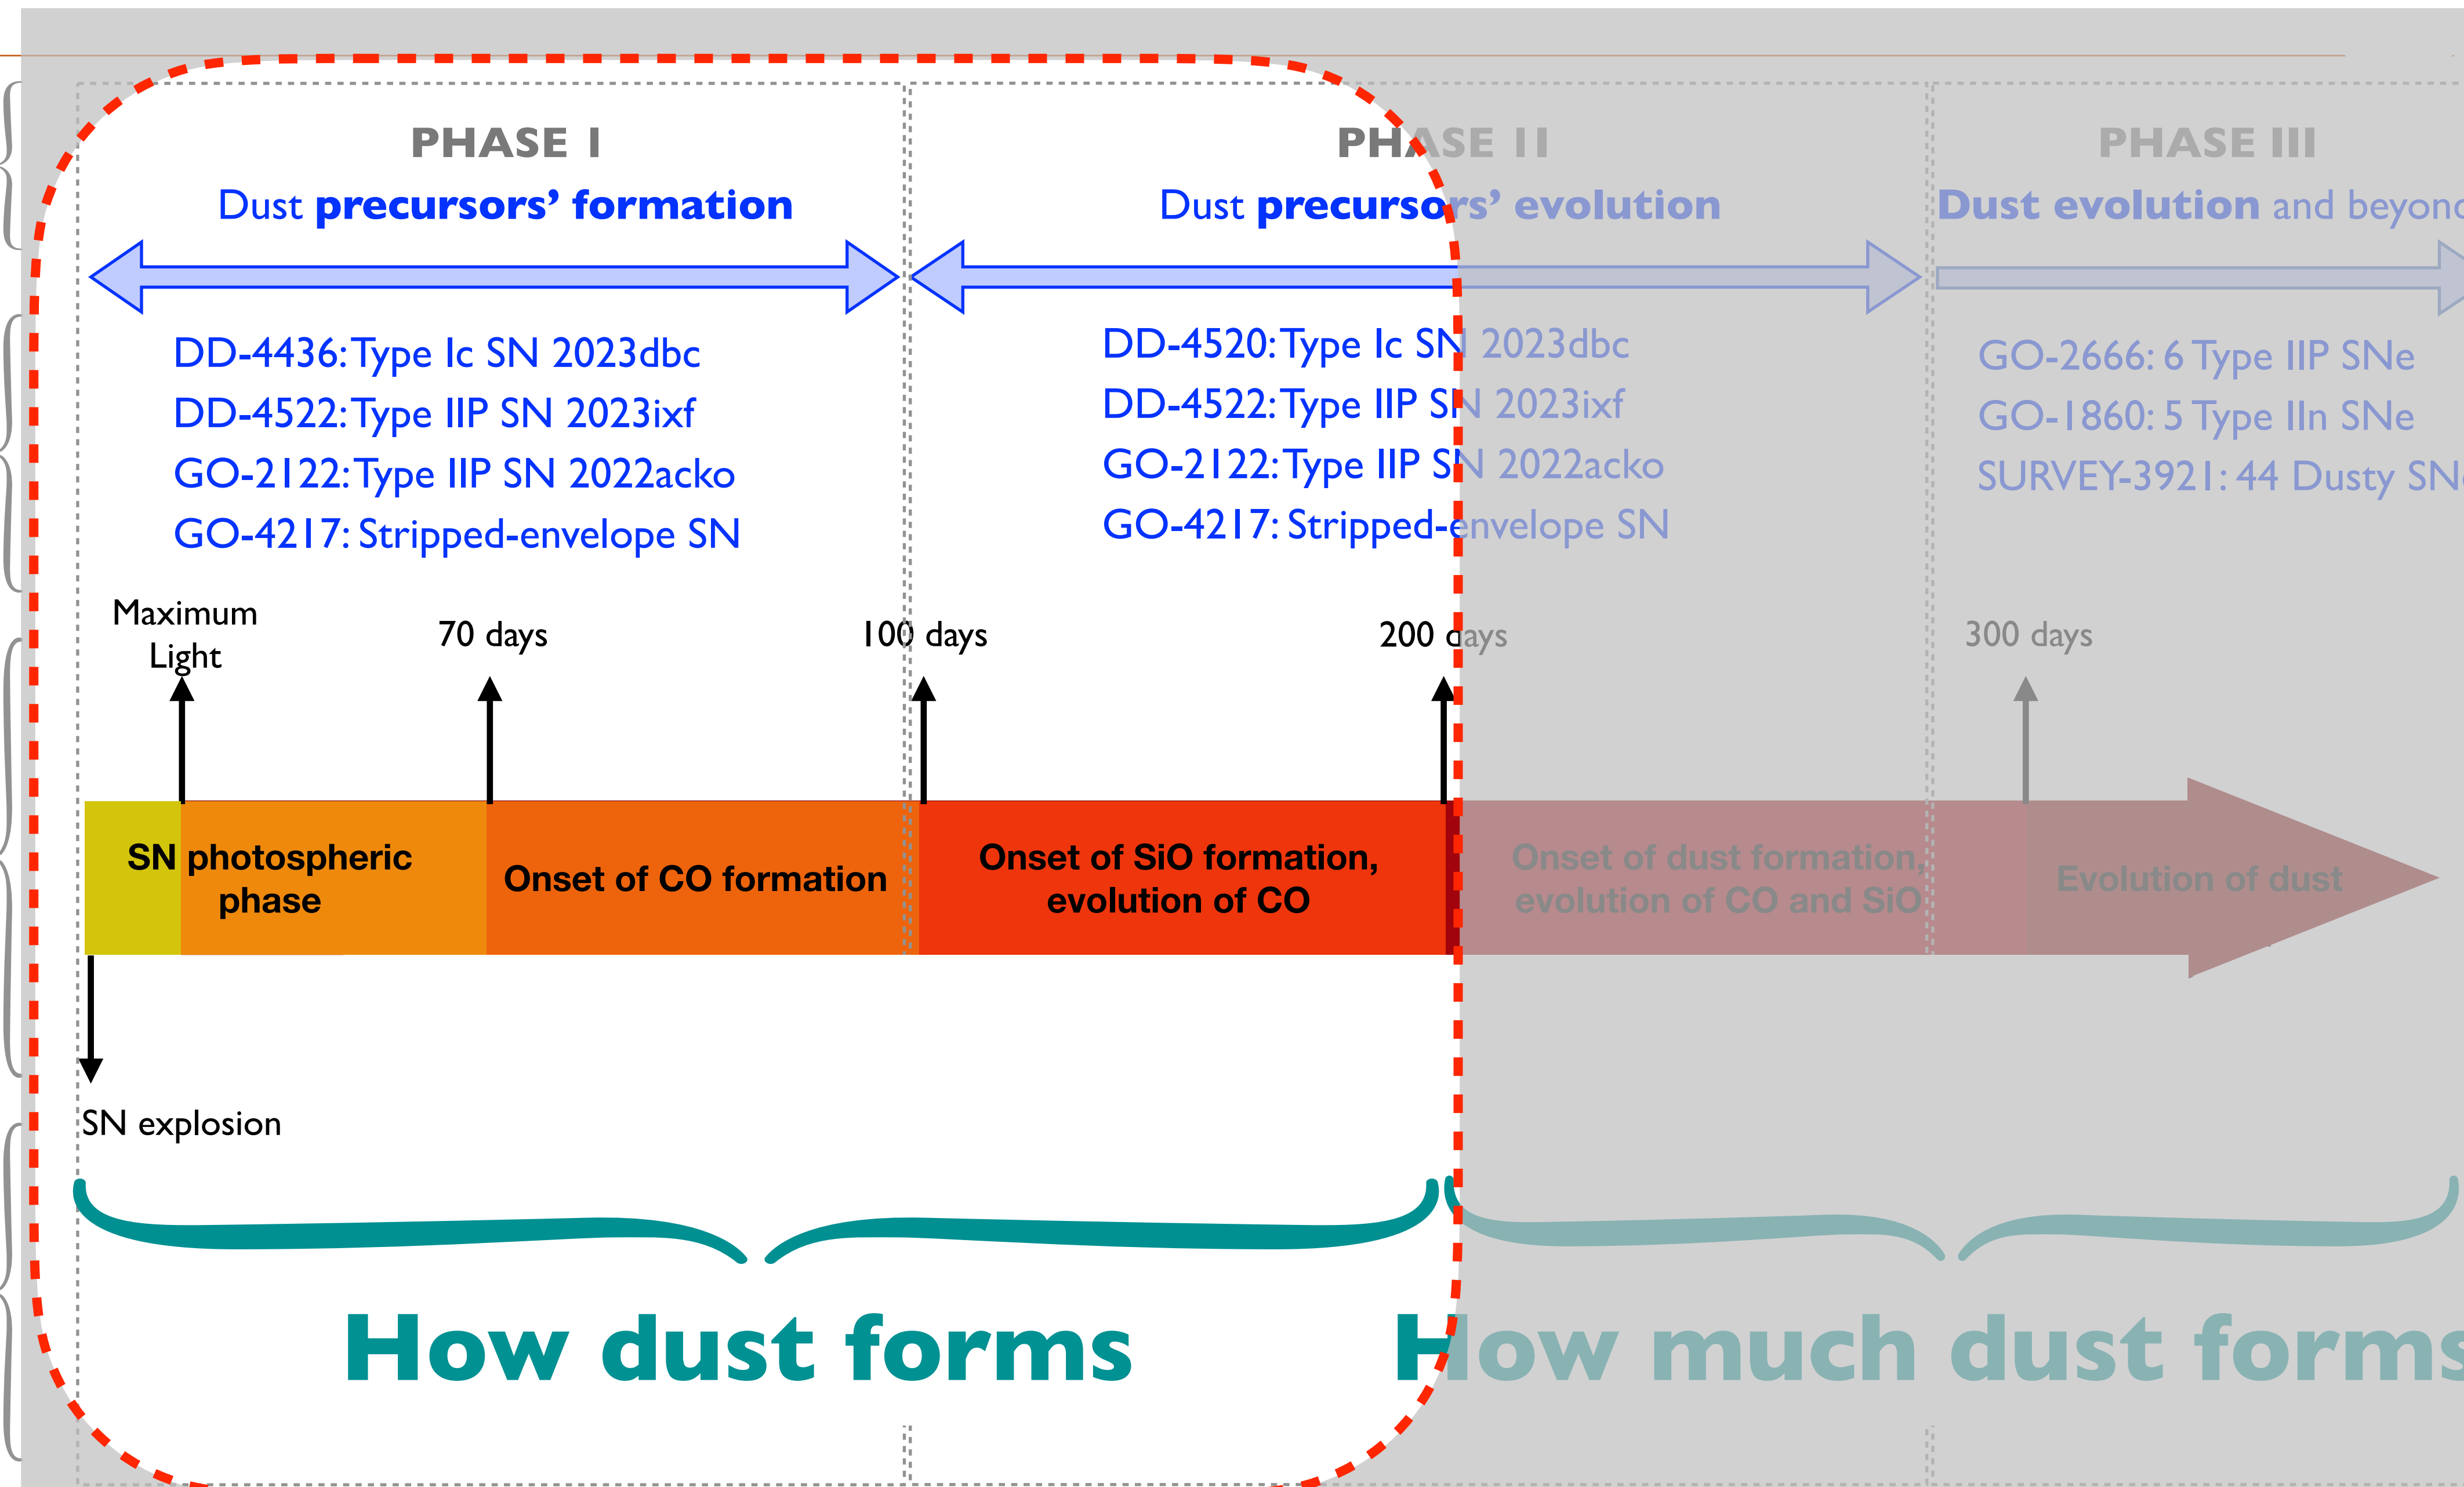 PHASE I
Dust precursors' formation
DD-4436: Type Ic SN 2023dbc
DD-4522: Type IIP SN 2023ixf
GO-2122: Type IIP SN 2022acko
GO-4217: Stripped-envelope SN
PHASE II
Dust precursors' evolution
DD-4520: Type Ic SN 2023dbc
DD-4522: Type IIP SN 2023ixf
GO-2122: Type IIP SN 2022acko
GO-4217: Stripped-envelope SN
PHASE III
Dust evolution and beyond
GO-2666: 6 Type IIP SNe
GO-1860: 5 Type IIn SNe
SURVEY-3921: 44 Dusty SNe
Maximum
Light
70 days
100 days
200 days
300 days
SN photospheric
phase
Onset of CO formation
Onset of SiO formation,
evolution of CO
Onset of dust formation,
evolution of CO and SiO
Evolution of dust
SN explosion
How dust forms
How much dust forms